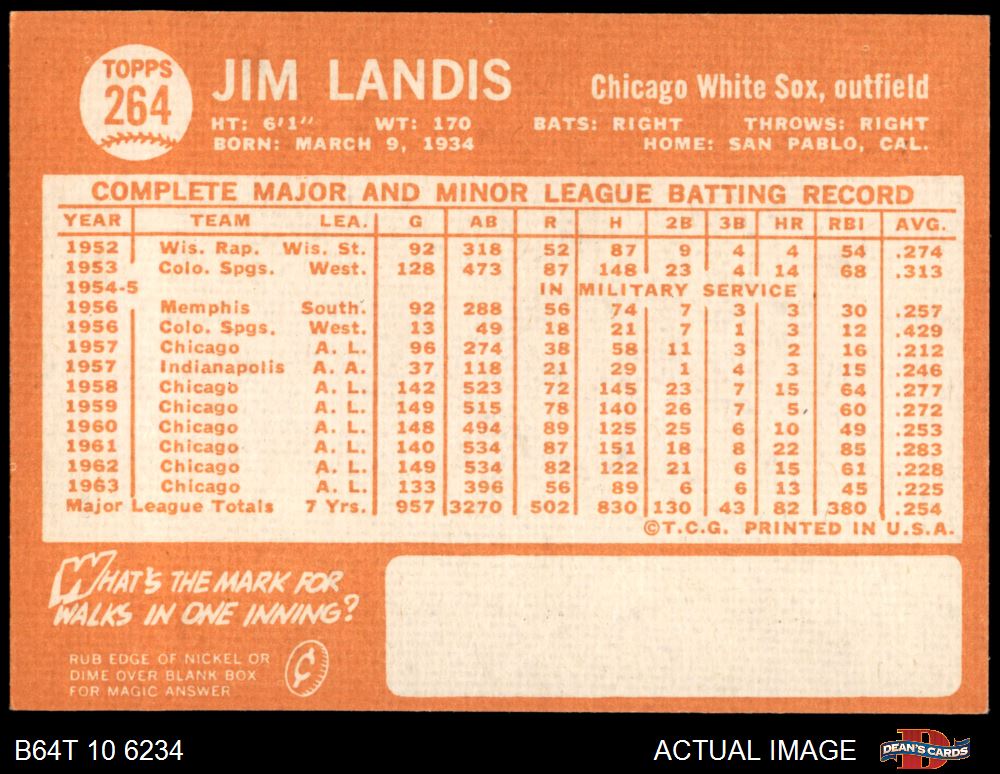 TOPPS
264
JIM LANDIS
Chicago White Sox, outfield
HT: 6'1" WT: 170 BATS: RIGHT THROWS: RIGHT
BORN: MARCH 9, 1934 HOME: SAN PABLO, CAL.
COMPLETE MAJOR AND MINOR LEAGUE BATTING RECORD
YEAR TEAM LEA. G AB R H 2B 3B HR RBI AVG.
1952 Wis. Rap. Wis. St. 92 318 52 87 9 4 4 54 .274
1953 Colo. Spgs. West. 128 473 87 148 23 4 14 68 .313
1954-5 IN MILITARY SERVICE
1956 Memphis South. 92 288 56 74 7 3 3 30 .257
1956 Colo. Spgs. West. 13 49 18 21 7 1 3 12 .429
1957 Chicago A. L. 96 274 38 58 11 3 2 16 .212
1957 Indianapolis A. A. 37 118 21 29 1 4 3 15 .246
1958 Chicago A. L. 142 523 72 145 23 7 15 64 .277
1959 Chicago A. L. 149 515 78 140 26 7 5 60 .272
1960 Chicago A. L. 148 494 89 125 25 6 10 49 .253
1961 Chicago A. L. 140 534 87 151 18 8 22 85 .283
1962 Chicago A. L. 149 534 82 122 21 6 15 61 .228
1963 Chicago A. L. 133 396 56 89 6 6 13 45 .225
Major League Totals 7 Yrs. 957 3270 502 830 130 43 82 380 .254
©T.C.G. PRINTED IN U.S.A.
WHAT'S THE MARK FOR
WALKS IN ONE INNING?
RUB EDGE OF NICKEL OR
DIME OVER BLANK BOX
FOR MAGIC ANSWER
¢
B64T 10 6234
ACTUAL IMAGE
DEAN'S CARDS